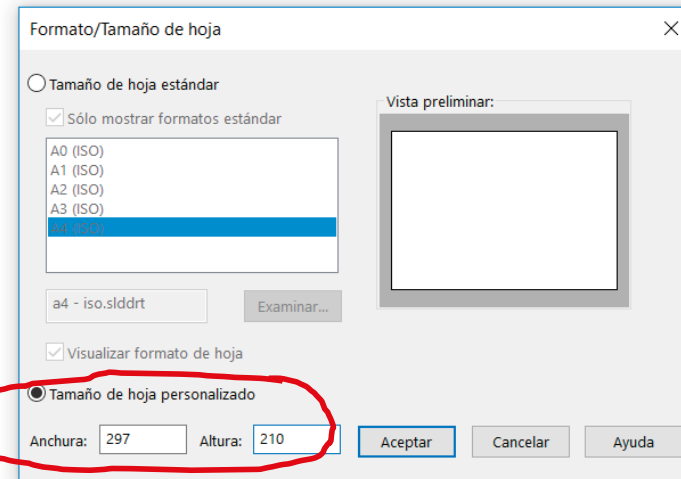 Formato/Tamaño de hoja
Tamaño de hoja estándar
Sólo mostrar formatos estándar
A0 (ISO)
A1 (ISO)
A2 (ISO)
A3 (ISO)
A4 (ISO)
a4 - iso.slddrt
Examinar...
Visualizar formato de hoja
Vista preliminar:
Tamaño de hoja personalizado
Anchura: 297 Altura: 210
Aceptar Cancelar Ayuda